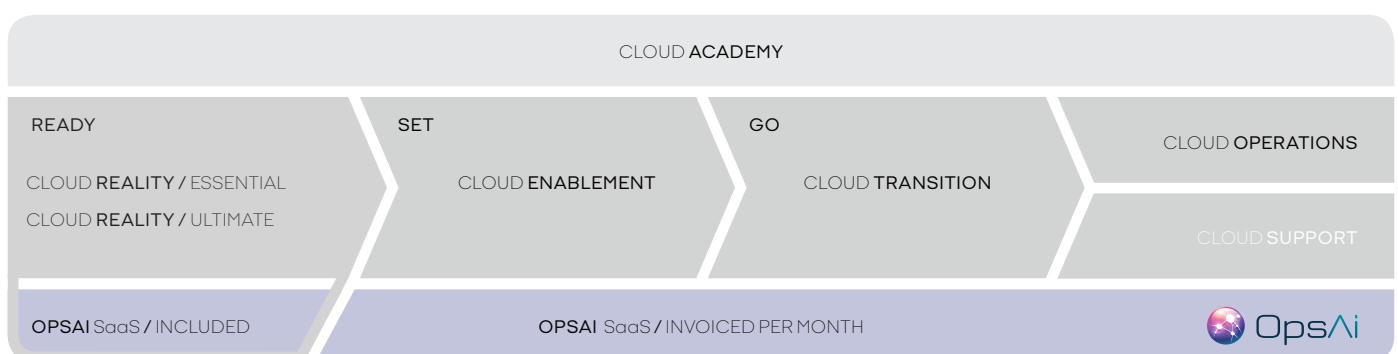 CLOUD ACADEMY
READY
CLOUD REALITY / ESSENTIAL
CLOUD REALITY / ULTIMATE
SET
CLOUD ENABLEMENT
GO
CLOUD TRANSITION
CLOUD OPERATIONS
CLOUD SUPPORT
OPSAI SaaS / INCLUDED
OPSAI SaaS / INVOICED PER MONTH
OpsAi